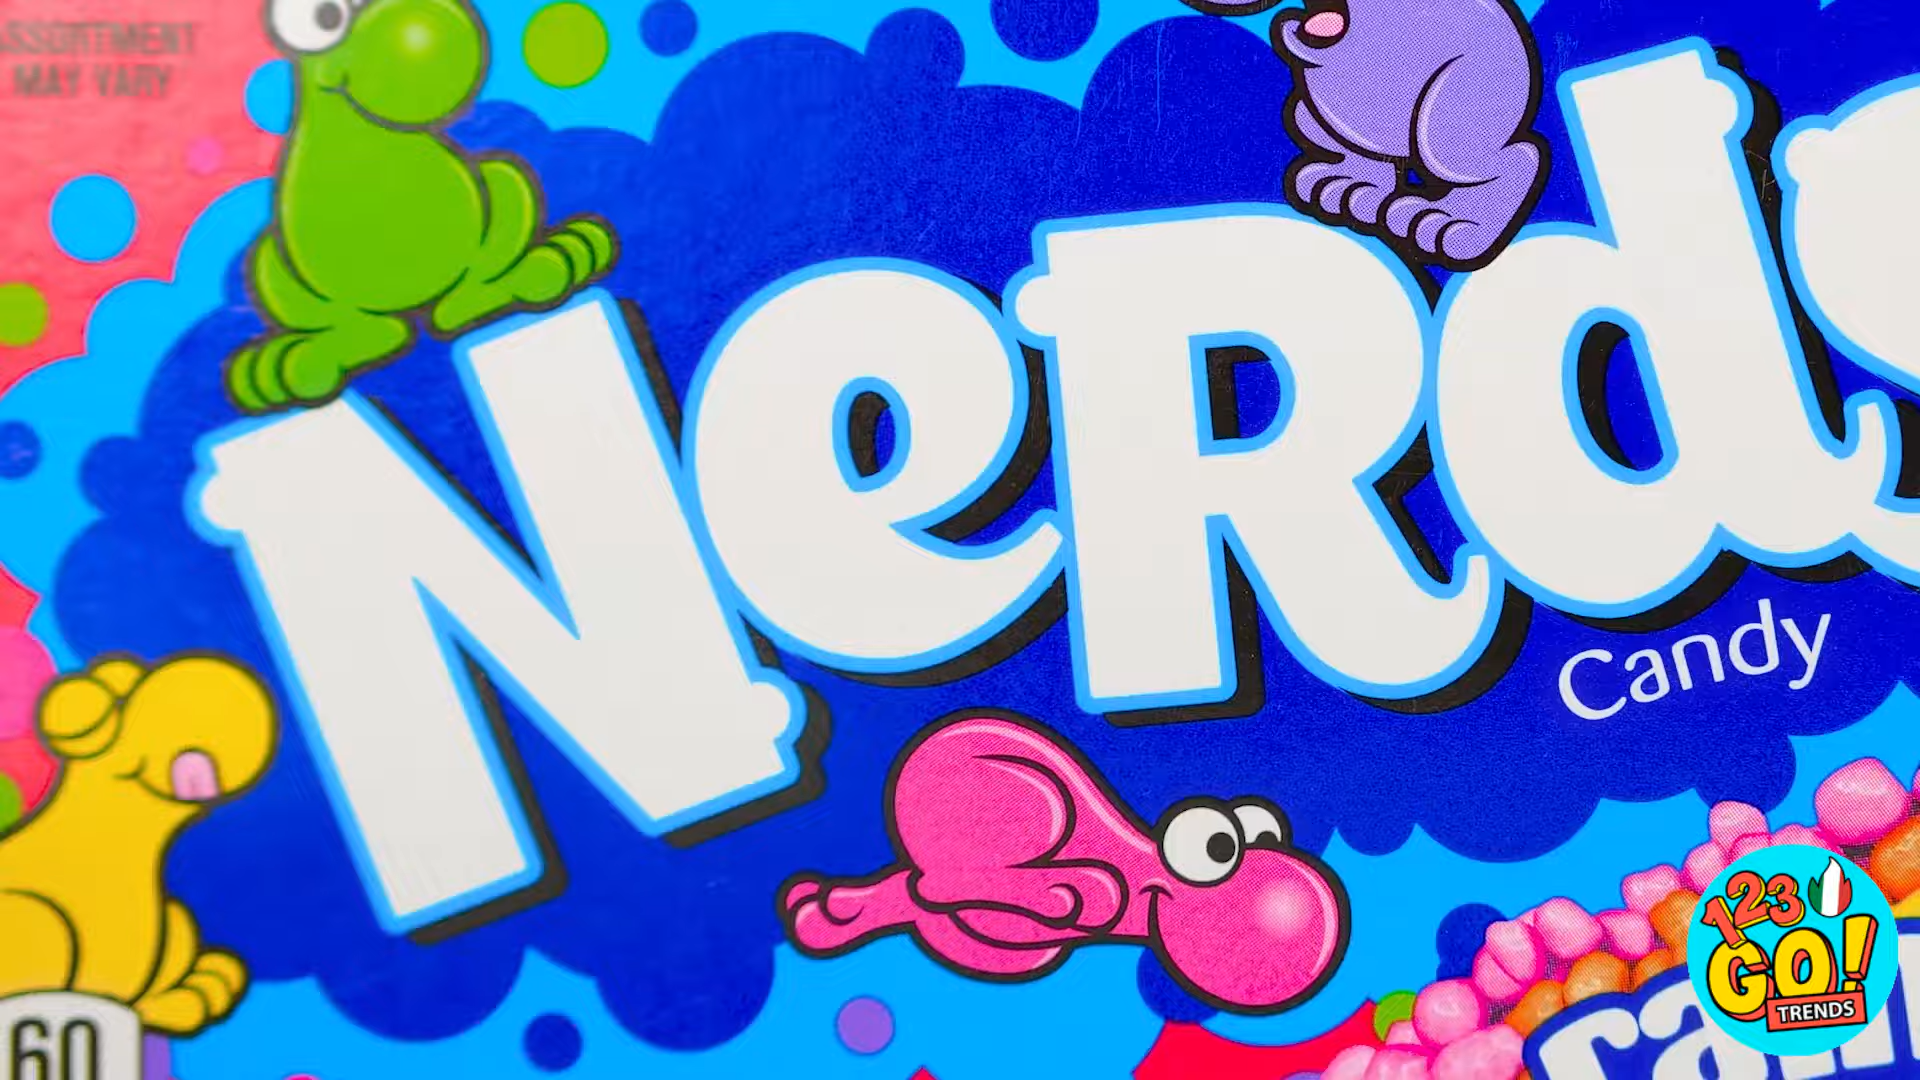 ASSORTMENT
MAY VARY
NeRds
Candy
60
123
GO!
TRENDS